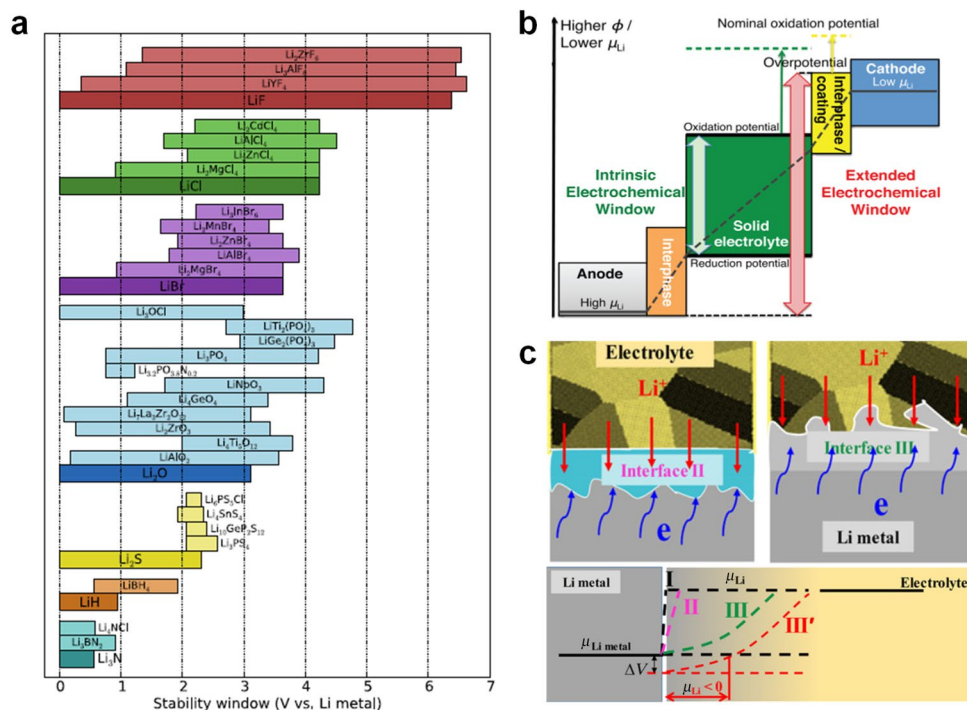 a
Li₂ZrF₆
Li₃AlF₆
LiYF₄
LiF
Li₂CdCl₄
LiAlCl₄
Li₂ZnCl₄
Li₂MgCl₄
LiCl
Li₃InBr₆
Li₂MnBr₄
Li₂ZnBr₄
LiAlBr₄
Li₂MgBr₄
LiBr
Li₃OCl
LiTi₂(PO₄)₃
LiGe₂(PO₄)₃
Li₃PO₄
LiNbO₃
Li₄GeO₄
Li₇La₃Zr₂O₁₂
Li₂ZrO₃
Li₄Ti₅O₁₂
LiAlO₂
Li₂O
Li₆PS₅Cl
Li₄SnS₄
Li₁₀GeP₂S₁₂
Li₃PS₄
Li₂S
LiBH₄
LiH
Li₄NCl
Li₃BN₂
Li₃N
0 1 2 3 4 5 6 7
Stability window (V vs, Li metal)
b
Higher ϕ /
Lower μLi
Nominal oxidation potential
Overpotential
Cathode
Low μLi
Interphase /
coating
Oxidation potential
Intrinsic
Electrochemical
Window
Extended
Electrochemical
Window
Solid
electrolyte
Reduction potential
Interphase
Anode
High μLi
c
Electrolyte
Li⁺
Interface II
e
Li⁺
Interface III
e
Li metal
Li metal
I
II
III
III′
μLi
Electrolyte
μLi metal
ΔV
μLi < 0